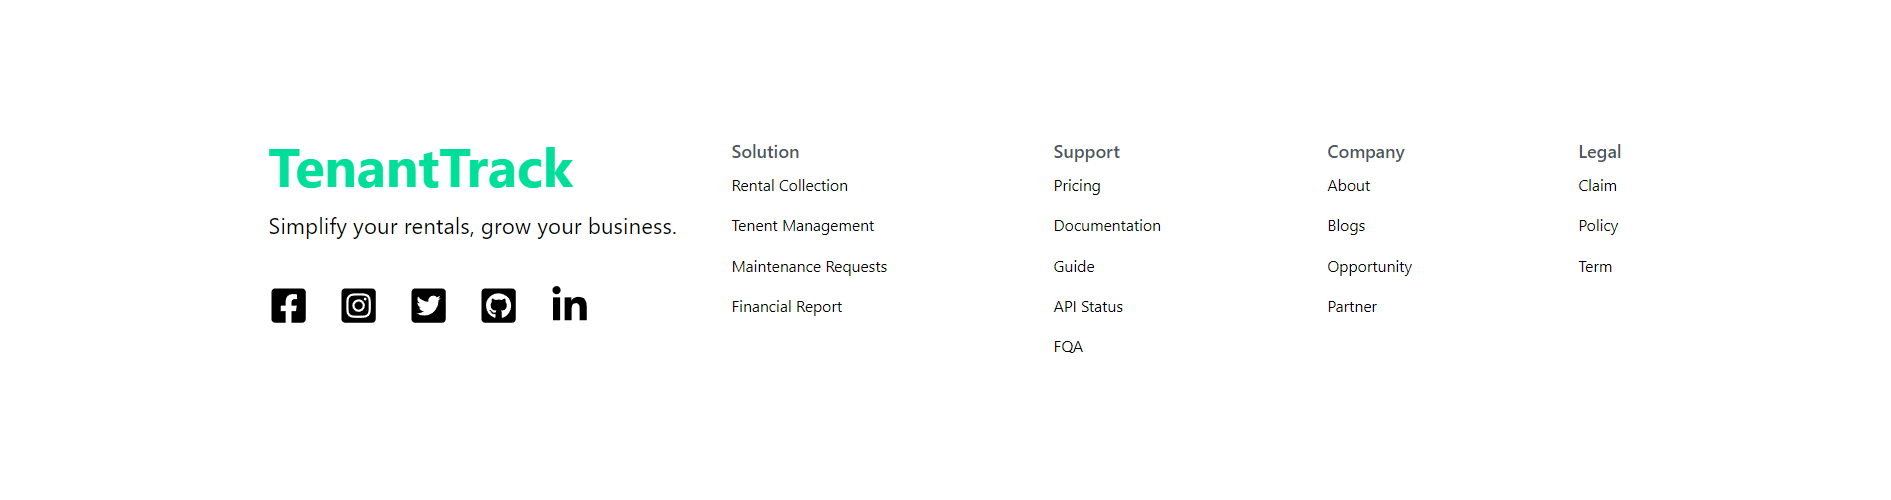 TenantTrack
Simplify your rentals, grow your business.
Solution
Rental Collection
Tenent Management
Maintenance Requests
Financial Report
Support
Pricing
Documentation
Guide
API Status
FQA
Company
About
Blogs
Opportunity
Partner
Legal
Claim
Policy
Term